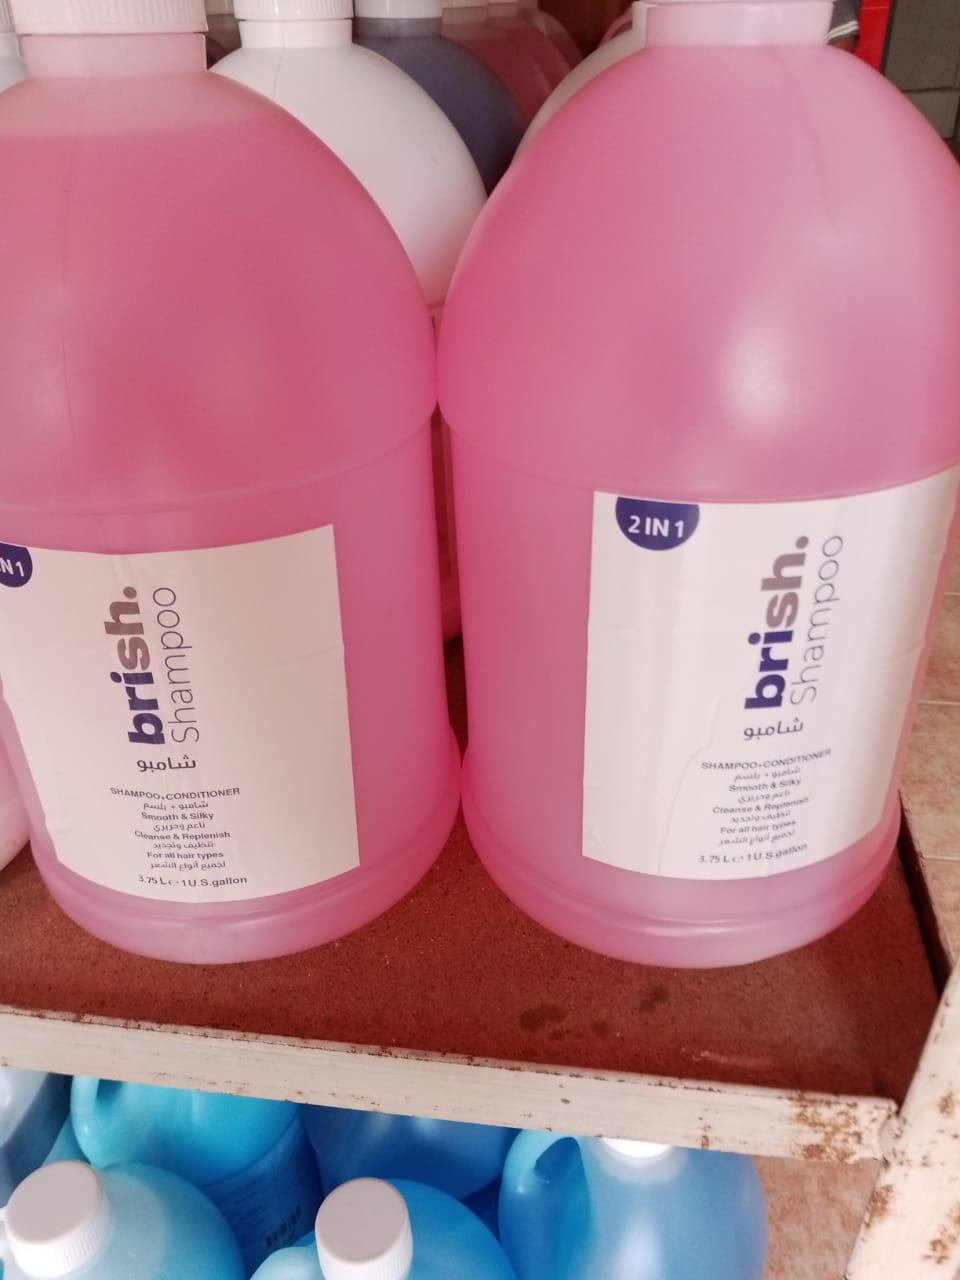 N1
brish.
Shampoo
شامبو
SHAMPOO+CONDITIONER
شامبو + بلسم
Smooth & Silky
ناعم وحريري
Cleanse & Replenish
تنظيف وتجديد
For all hair types
لجميع أنواع الشعر
3.75 L 1 U.S.gallon
2 IN 1
brish.
Shampoo
شامبو
SHAMPOO+CONDITIONER
شامبو + بلسم
Smooth & Silky
ناعم وحريري
Cleanse & Replenish
تنظيف وتجديد
For all hair types
لجميع أنواع الشعر
3.75 L 1 U.S.gallon